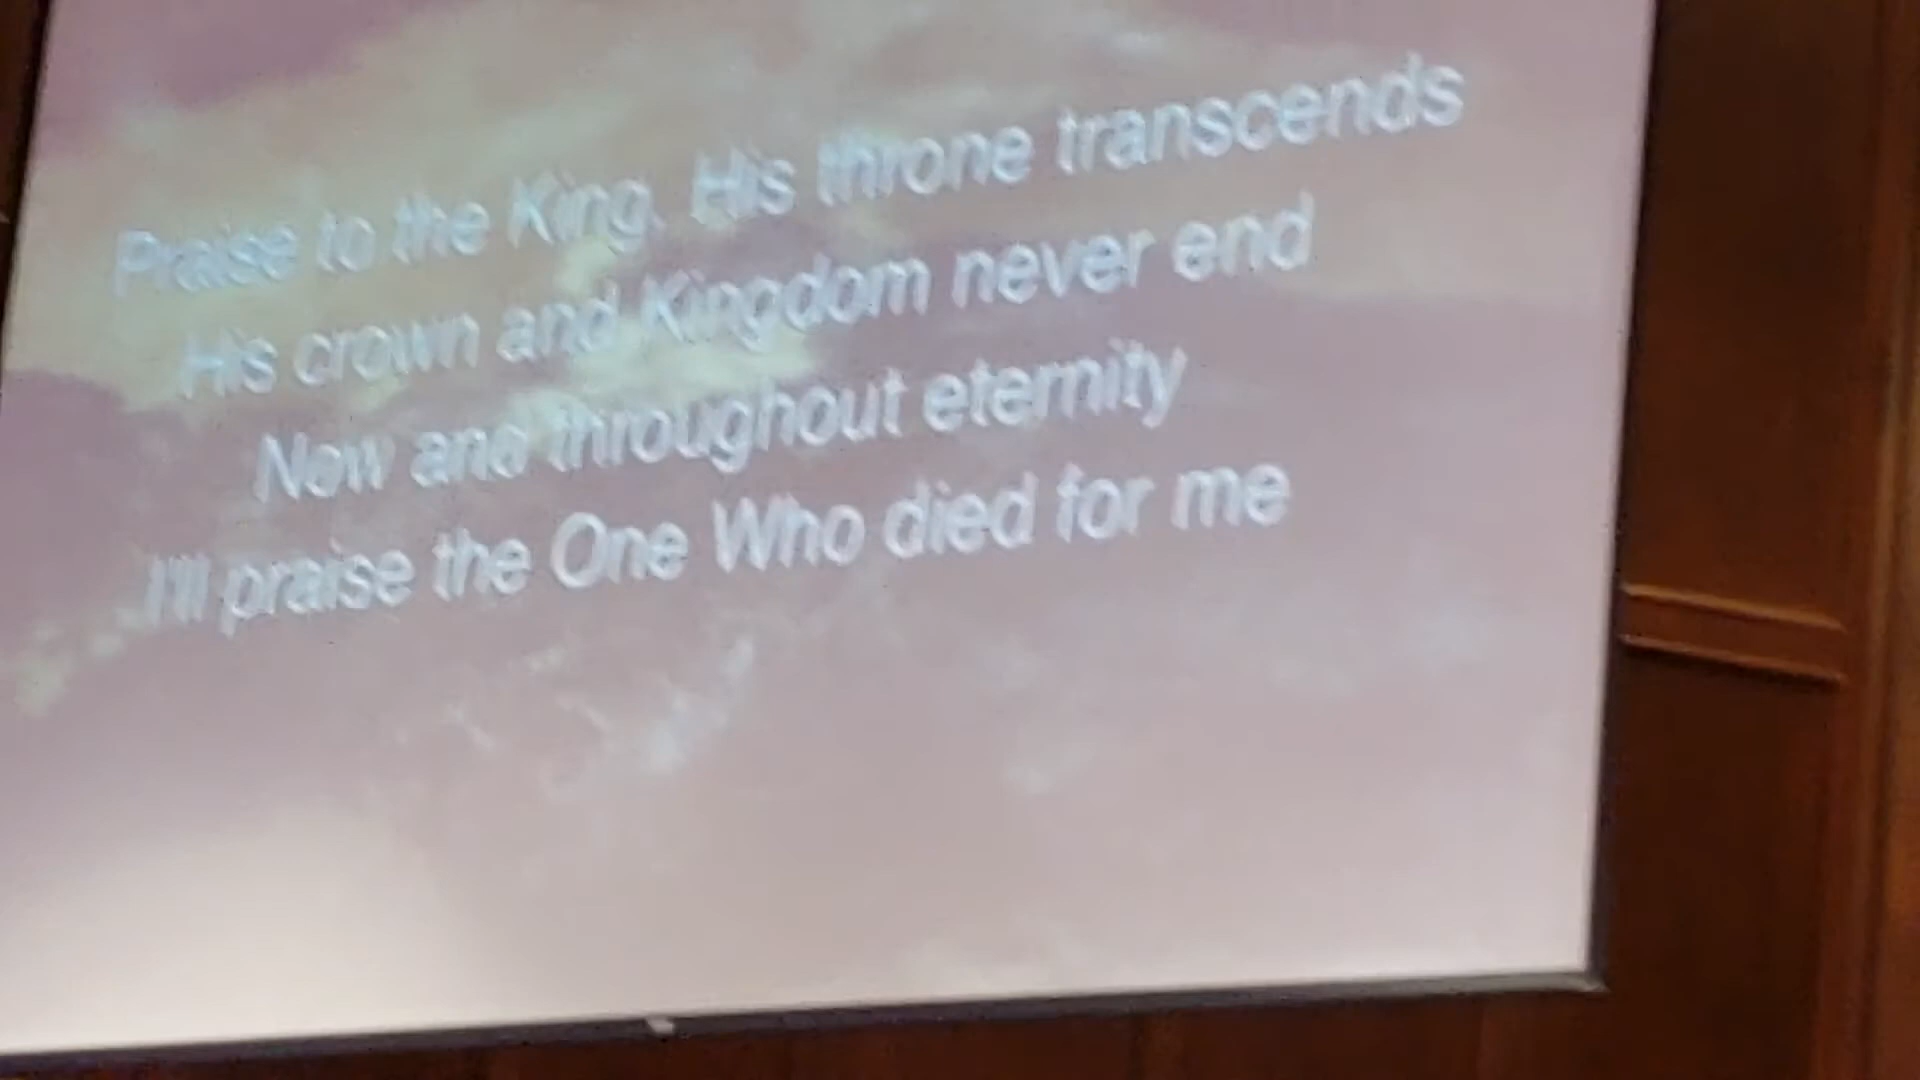 Praise to the King, His throne transcends
His crown and Kingdom never end
Now and throughout eternity
I'll praise the One Who died for me